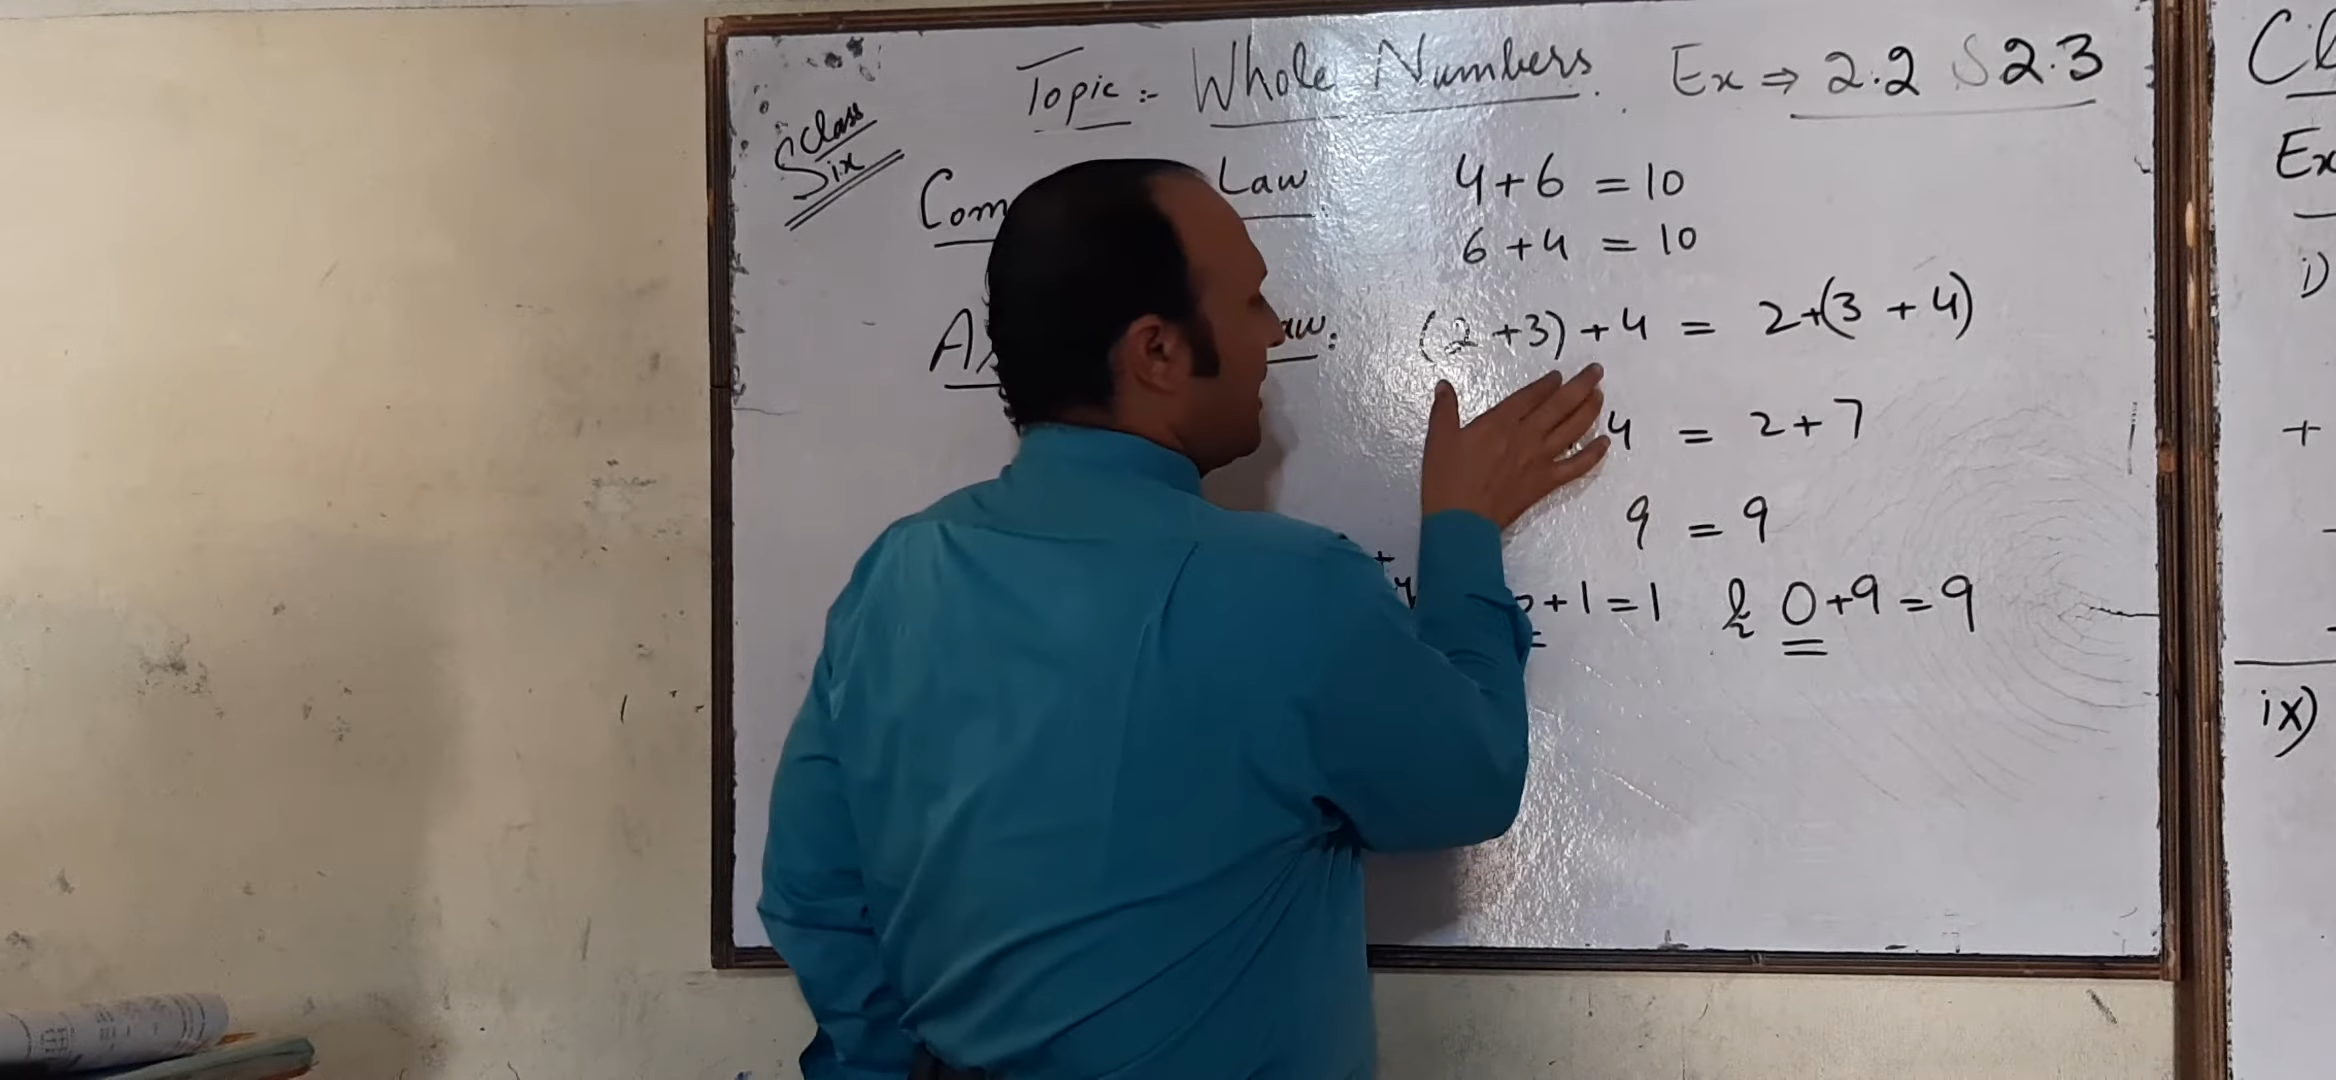 Topic:- Whole Numbers. Ex ⇒ 2.2 & 2.3
Class
Six
Law 4+6 = 10
6+4 = 10
(2+3)+4 = 2+(3+4)
4 = 2+7
9 = 9
+1=1 & 0+9=9
Ex
i)
+
ix)